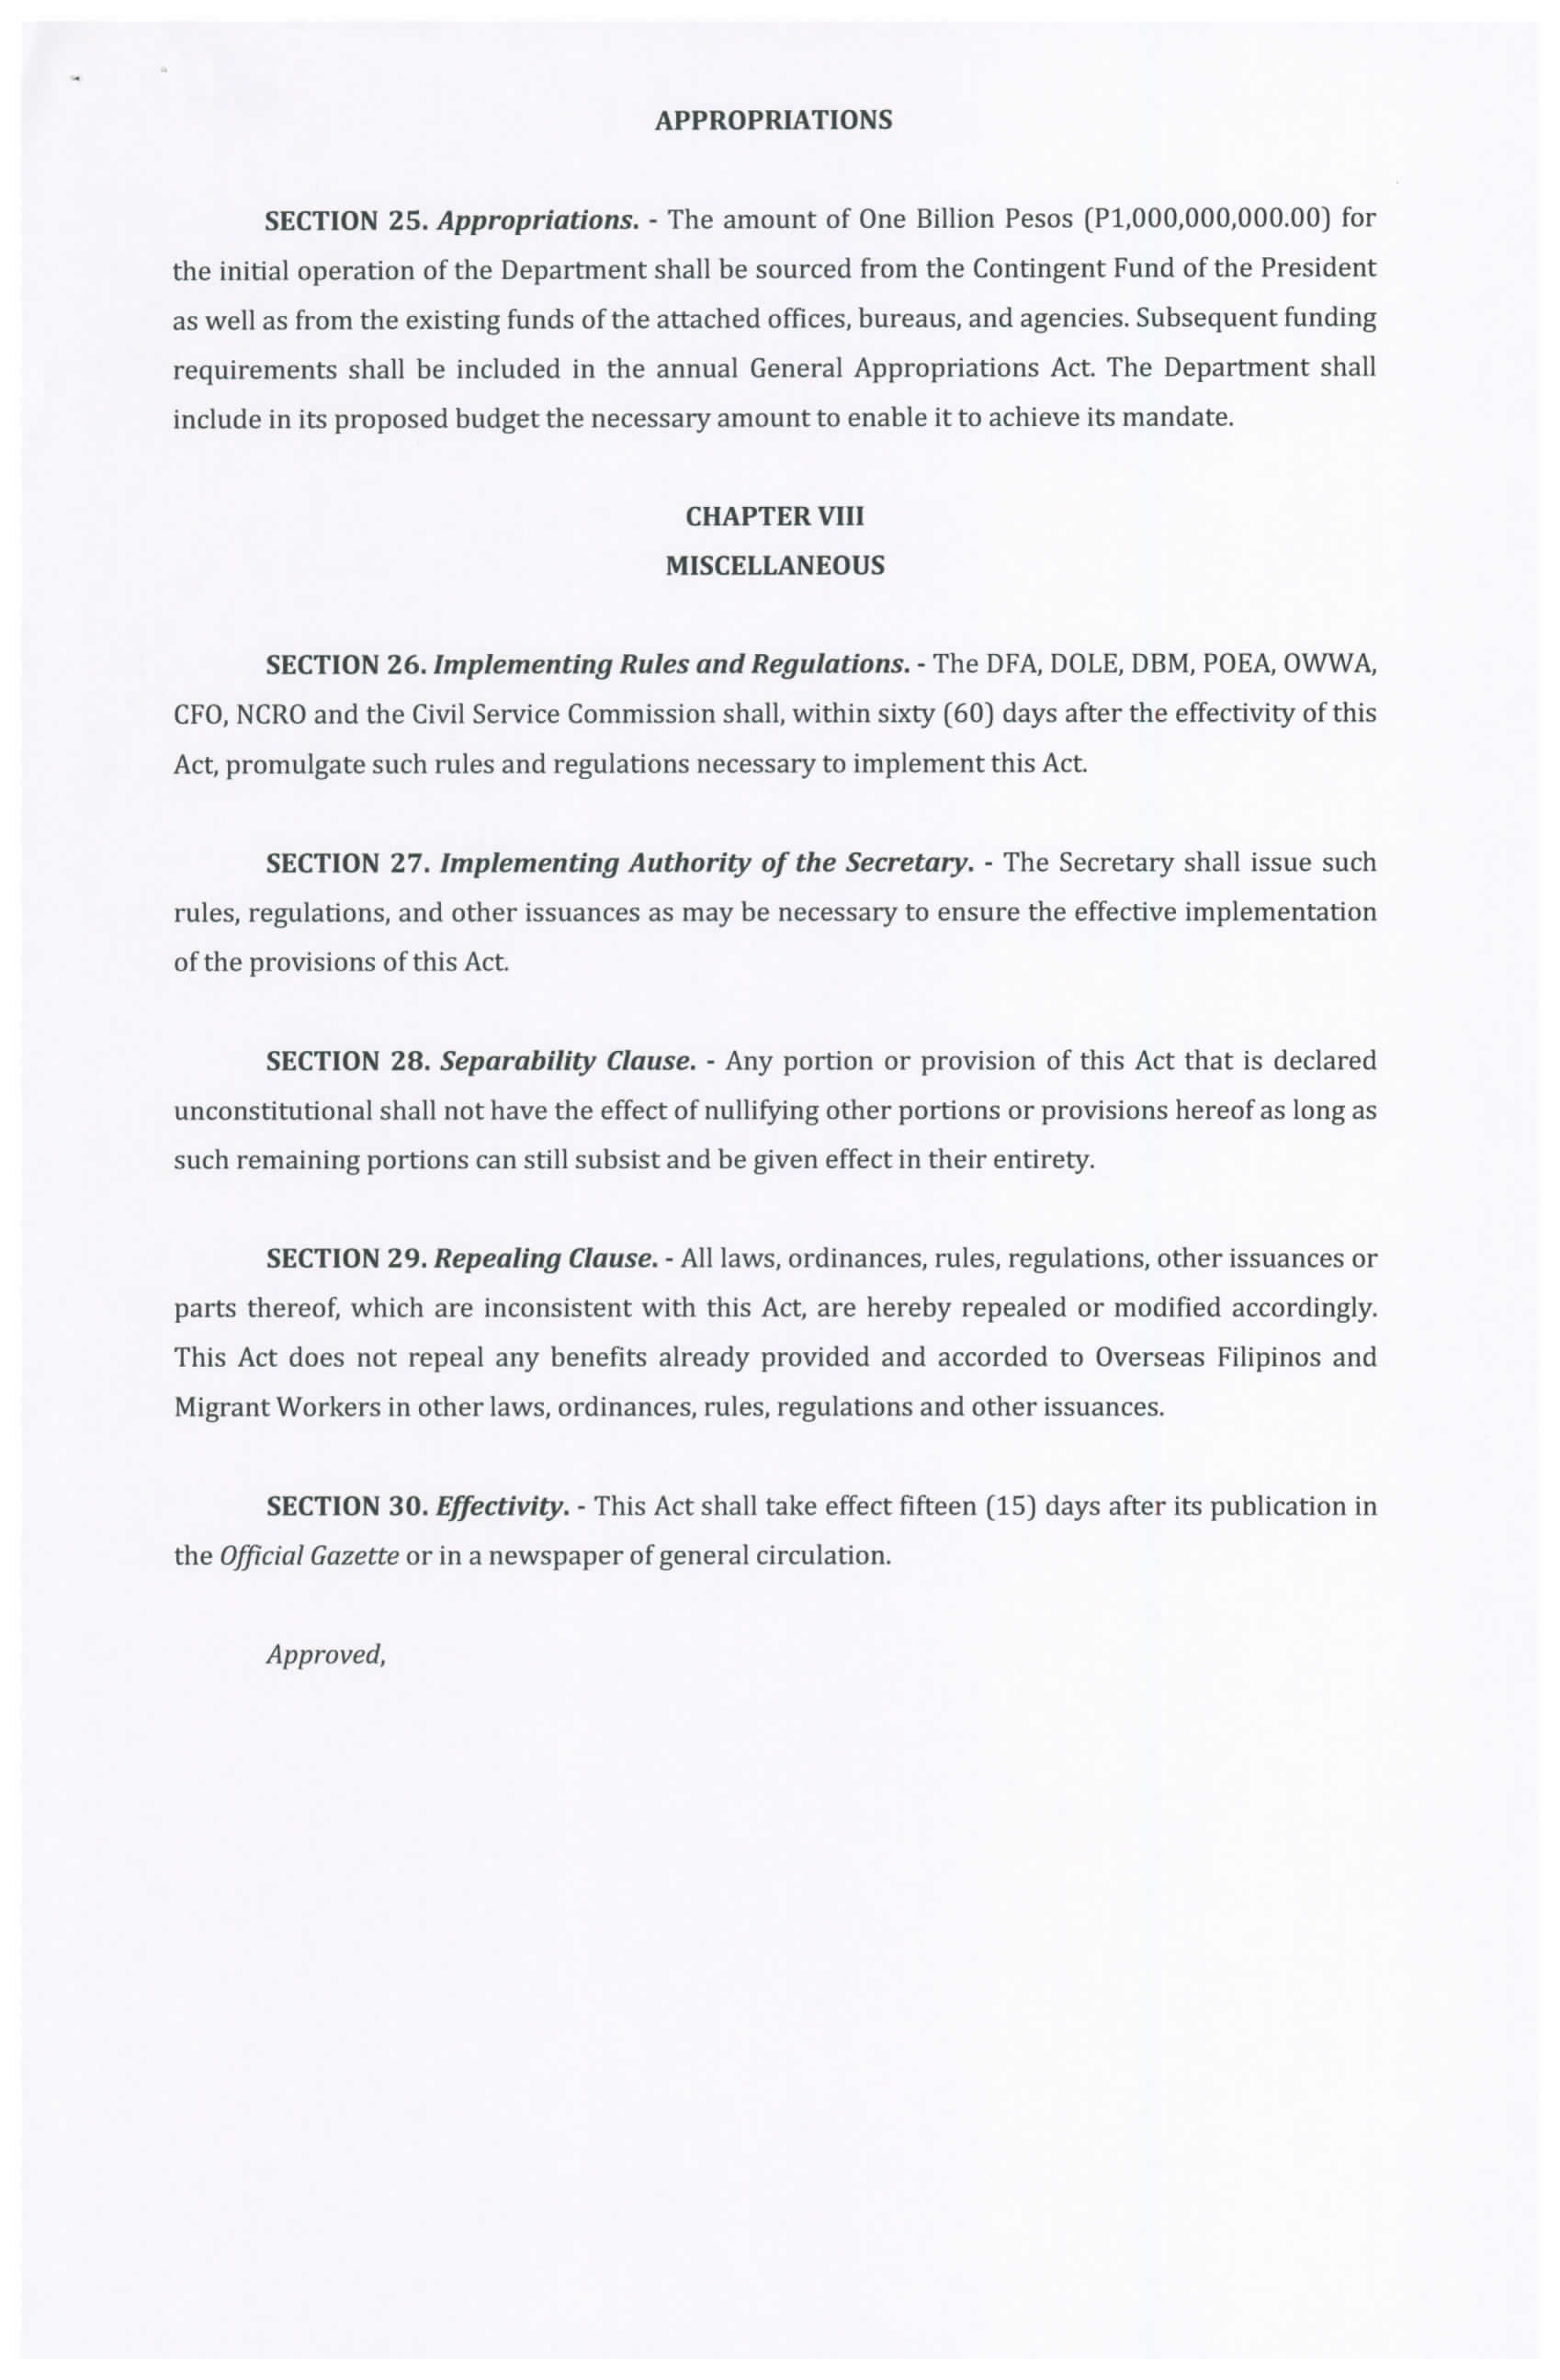 APPROPRIATIONS
SECTION 25. Appropriations. - The amount of One Billion Pesos (P1,000,000,000.00) for
the initial operation of the Department shall be sourced from the Contingent Fund of the President
as well as from the existing funds of the attached offices, bureaus, and agencies. Subsequent funding
requirements shall be included in the annual General Appropriations Act. The Department shall
include in its proposed budget the necessary amount to enable it to achieve its mandate.
CHAPTER VIII
MISCELLANEOUS
SECTION 26. Implementing Rules and Regulations. - The DFA, DOLE, DBM, POEA, OWWA,
CFO, NCRO and the Civil Service Commission shall, within sixty (60) days after the effectivity of this
Act, promulgate such rules and regulations necessary to implement this Act.
SECTION 27. Implementing Authority of the Secretary. - The Secretary shall issue such
rules, regulations, and other issuances as may be necessary to ensure the effective implementation
of the provisions of this Act.
SECTION 28. Separability Clause. - Any portion or provision of this Act that is declared
unconstitutional shall not have the effect of nullifying other portions or provisions hereof as long as
such remaining portions can still subsist and be given effect in their entirety.
SECTION 29. Repealing Clause. - All laws, ordinances, rules, regulations, other issuances or
parts thereof, which are inconsistent with this Act, are hereby repealed or modified accordingly.
This Act does not repeal any benefits already provided and accorded to Overseas Filipinos and
Migrant Workers in other laws, ordinances, rules, regulations and other issuances.
SECTION 30. Effectivity. - This Act shall take effect fifteen (15) days after its publication in
the Official Gazette or in a newspaper of general circulation.
Approved,